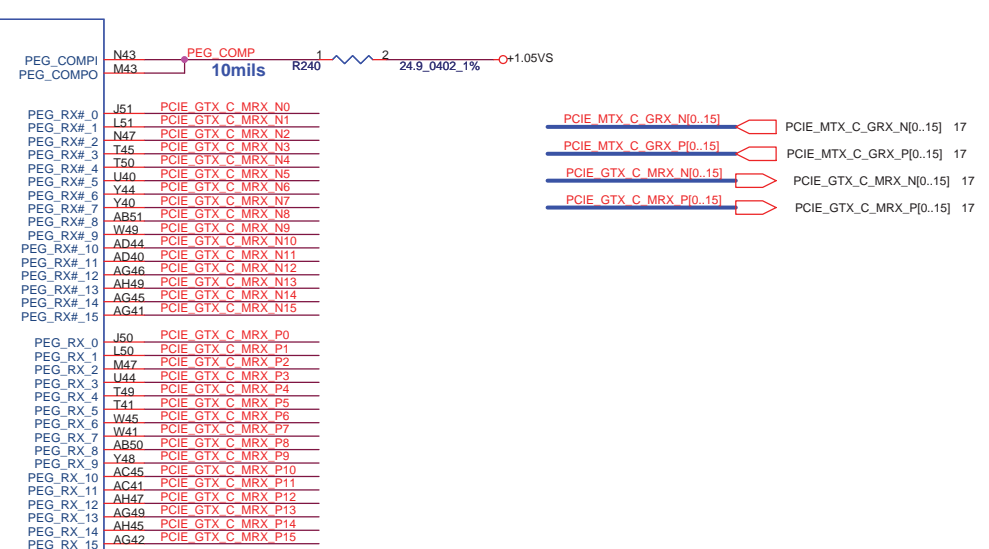 PEG_COMPI N43 PEG_COMP 1 2 +1.05VS
PEG_COMPO M43 10mils R240 24.9_0402_1%
PEG_RX#_0 J51 PCIE_GTX_C_MRX_N0
PEG_RX#_1 L51 PCIE_GTX_C_MRX_N1
PEG_RX#_2 N47 PCIE_GTX_C_MRX_N2
PEG_RX#_3 T45 PCIE_GTX_C_MRX_N3
PEG_RX#_4 T50 PCIE_GTX_C_MRX_N4
PEG_RX#_5 U40 PCIE_GTX_C_MRX_N5
PEG_RX#_6 Y44 PCIE_GTX_C_MRX_N6
PEG_RX#_7 Y40 PCIE_GTX_C_MRX_N7
PEG_RX#_8 AB51 PCIE_GTX_C_MRX_N8
PEG_RX#_9 W49 PCIE_GTX_C_MRX_N9
PEG_RX#_10 AD44 PCIE_GTX_C_MRX_N10
PEG_RX#_11 AD40 PCIE_GTX_C_MRX_N11
PEG_RX#_12 AG46 PCIE_GTX_C_MRX_N12
PEG_RX#_13 AH49 PCIE_GTX_C_MRX_N13
PEG_RX#_14 AG45 PCIE_GTX_C_MRX_N14
PEG_RX#_15 AG41 PCIE_GTX_C_MRX_N15
PEG_RX_0 J50 PCIE_GTX_C_MRX_P0
PEG_RX_1 L50 PCIE_GTX_C_MRX_P1
PEG_RX_2 M47 PCIE_GTX_C_MRX_P2
PEG_RX_3 U44 PCIE_GTX_C_MRX_P3
PEG_RX_4 T49 PCIE_GTX_C_MRX_P4
PEG_RX_5 T41 PCIE_GTX_C_MRX_P5
PEG_RX_6 W45 PCIE_GTX_C_MRX_P6
PEG_RX_7 W41 PCIE_GTX_C_MRX_P7
PEG_RX_8 AB50 PCIE_GTX_C_MRX_P8
PEG_RX_9 Y48 PCIE_GTX_C_MRX_P9
PEG_RX_10 AC45 PCIE_GTX_C_MRX_P10
PEG_RX_11 AC41 PCIE_GTX_C_MRX_P11
PEG_RX_12 AH47 PCIE_GTX_C_MRX_P12
PEG_RX_13 AG49 PCIE_GTX_C_MRX_P13
PEG_RX_14 AH45 PCIE_GTX_C_MRX_P14
PEG_RX_15 AG42 PCIE_GTX_C_MRX_P15
PCIE_MTX_C_GRX_N[0..15] PCIE_MTX_C_GRX_N[0..15] 17
PCIE_MTX_C_GRX_P[0..15] PCIE_MTX_C_GRX_P[0..15] 17
PCIE_GTX_C_MRX_N[0..15] PCIE_GTX_C_MRX_N[0..15] 17
PCIE_GTX_C_MRX_P[0..15] PCIE_GTX_C_MRX_P[0..15] 17